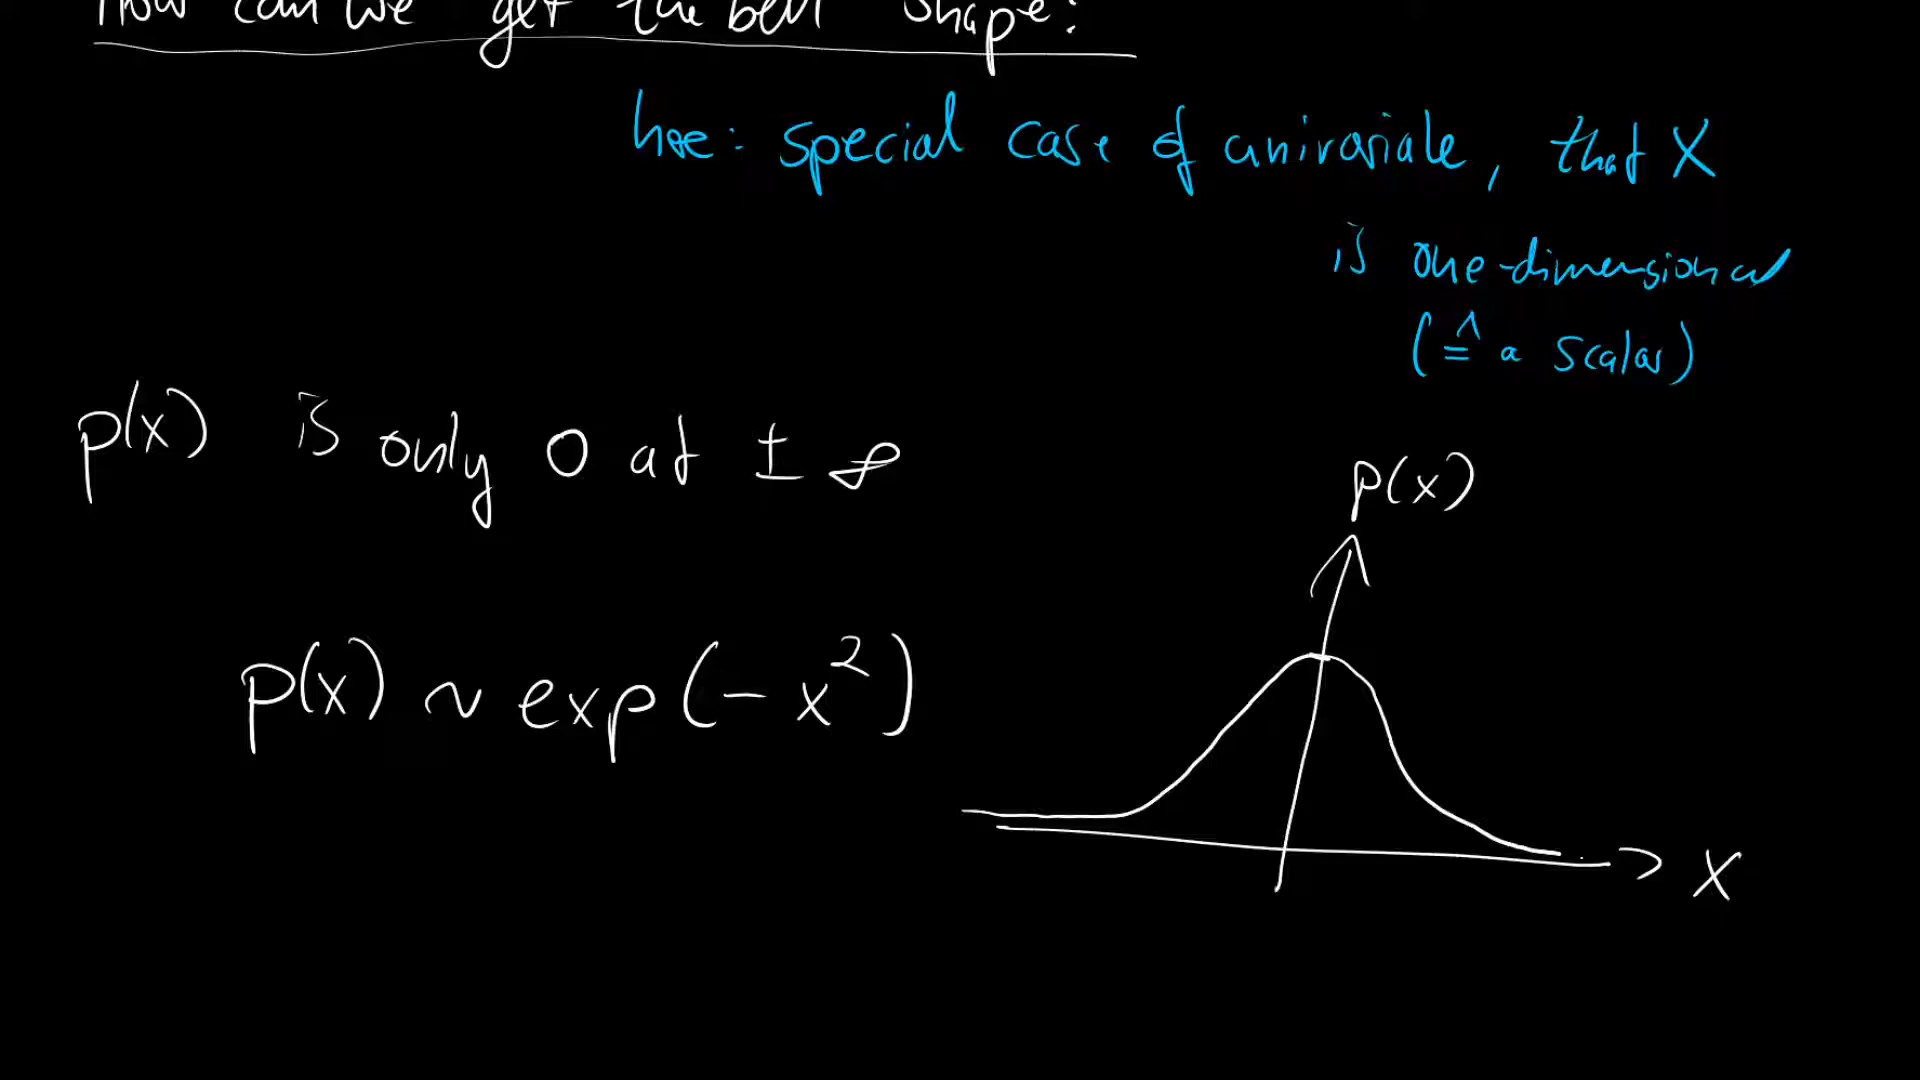 How can we get the bell shape?
here: special case of univariate, that X
is one-dimensional
(≙ a scalar)
p(x) is only 0 at ± ∞
p(x)
p(x) ~ exp(-x²)
X